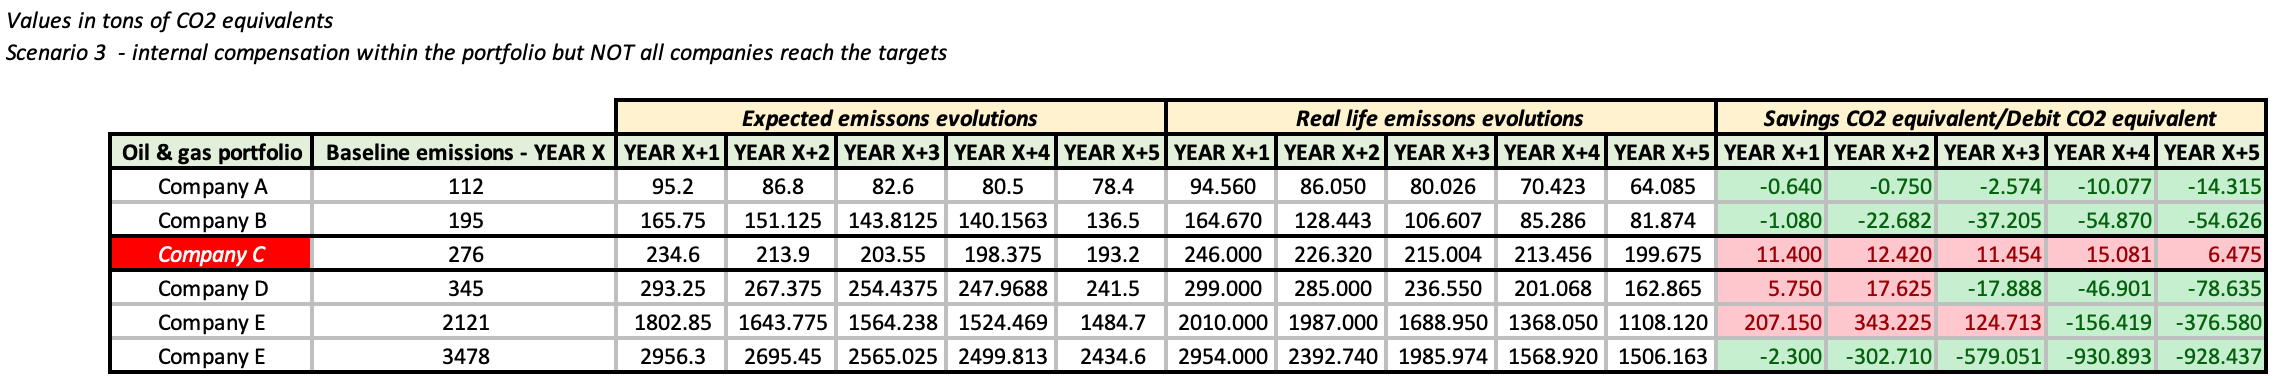 Values in tons of CO2 equivalents
Scenario 3  - internal compensation within the portfolio but NOT all companies reach the targets
Expected emissons evolutions Real life emissons evolutions Savings CO2 equivalent/Debit CO2 equivalent
Oil & gas portfolio Baseline emissions - YEAR X YEAR X+1 YEAR X+2 YEAR X+3 YEAR X+4 YEAR X+5 YEAR X+1 YEAR X+2 YEAR X+3 YEAR X+4 YEAR X+5 YEAR X+1 YEAR X+2 YEAR X+3 YEAR X+4 YEAR X+5
Company A 112 95.2 86.8 82.6 80.5 78.4 94.560 86.050 80.026 70.423 64.085 -0.640 -0.750 -2.574 -10.077 -14.315
Company B 195 165.75 151.125 143.8125 140.1563 136.5 164.670 128.443 106.607 85.286 81.874 -1.080 -22.682 -37.205 -54.870 -54.626
Company C 276 234.6 213.9 203.55 198.375 193.2 246.000 226.320 215.004 213.456 199.675 11.400 12.420 11.454 15.081 6.475
Company D 345 293.25 267.375 254.4375 247.9688 241.5 299.000 285.000 236.550 201.068 162.865 5.750 17.625 -17.888 -46.901 -78.635
Company E 2121 1802.85 1643.775 1564.238 1524.469 1484.7 2010.000 1987.000 1688.950 1368.050 1108.120 207.150 343.225 124.713 -156.419 -376.580
Company E 3478 2956.3 2695.45 2565.025 2499.813 2434.6 2954.000 2392.740 1985.974 1568.920 1506.163 -2.300 -302.710 -579.051 -930.893 -928.437